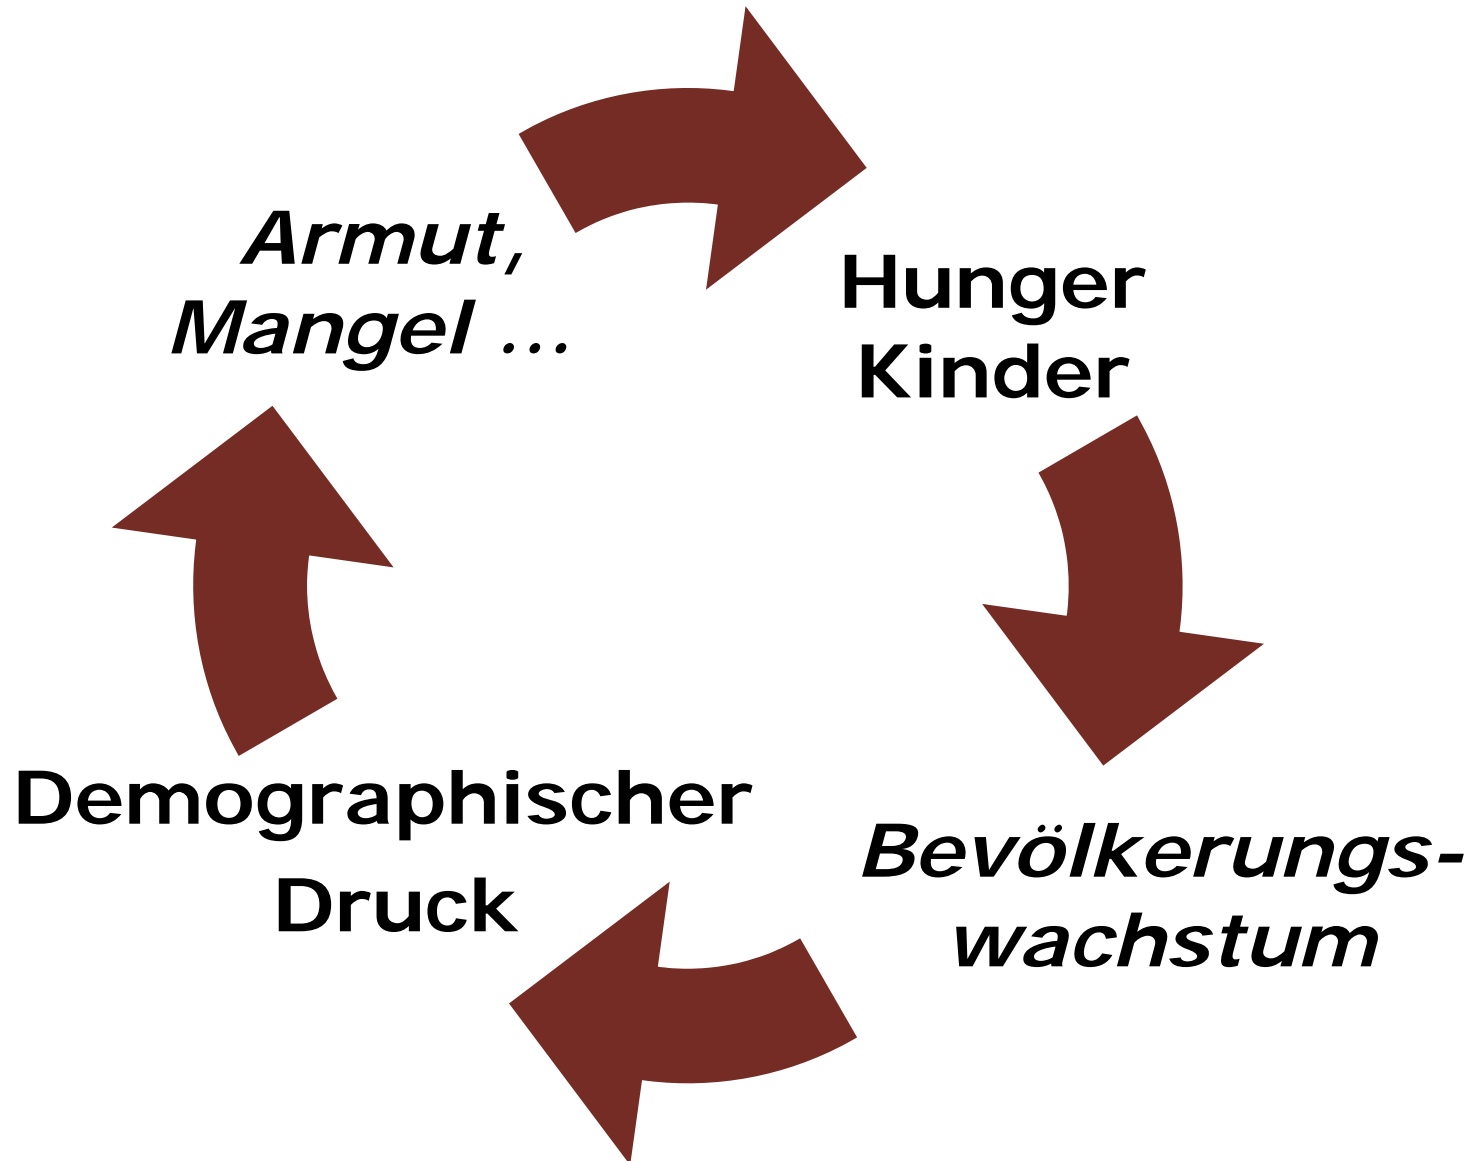 Armut,
Mangel ...
Hunger
Kinder
Bevölkerungs-
wachstum
Demographischer
Druck